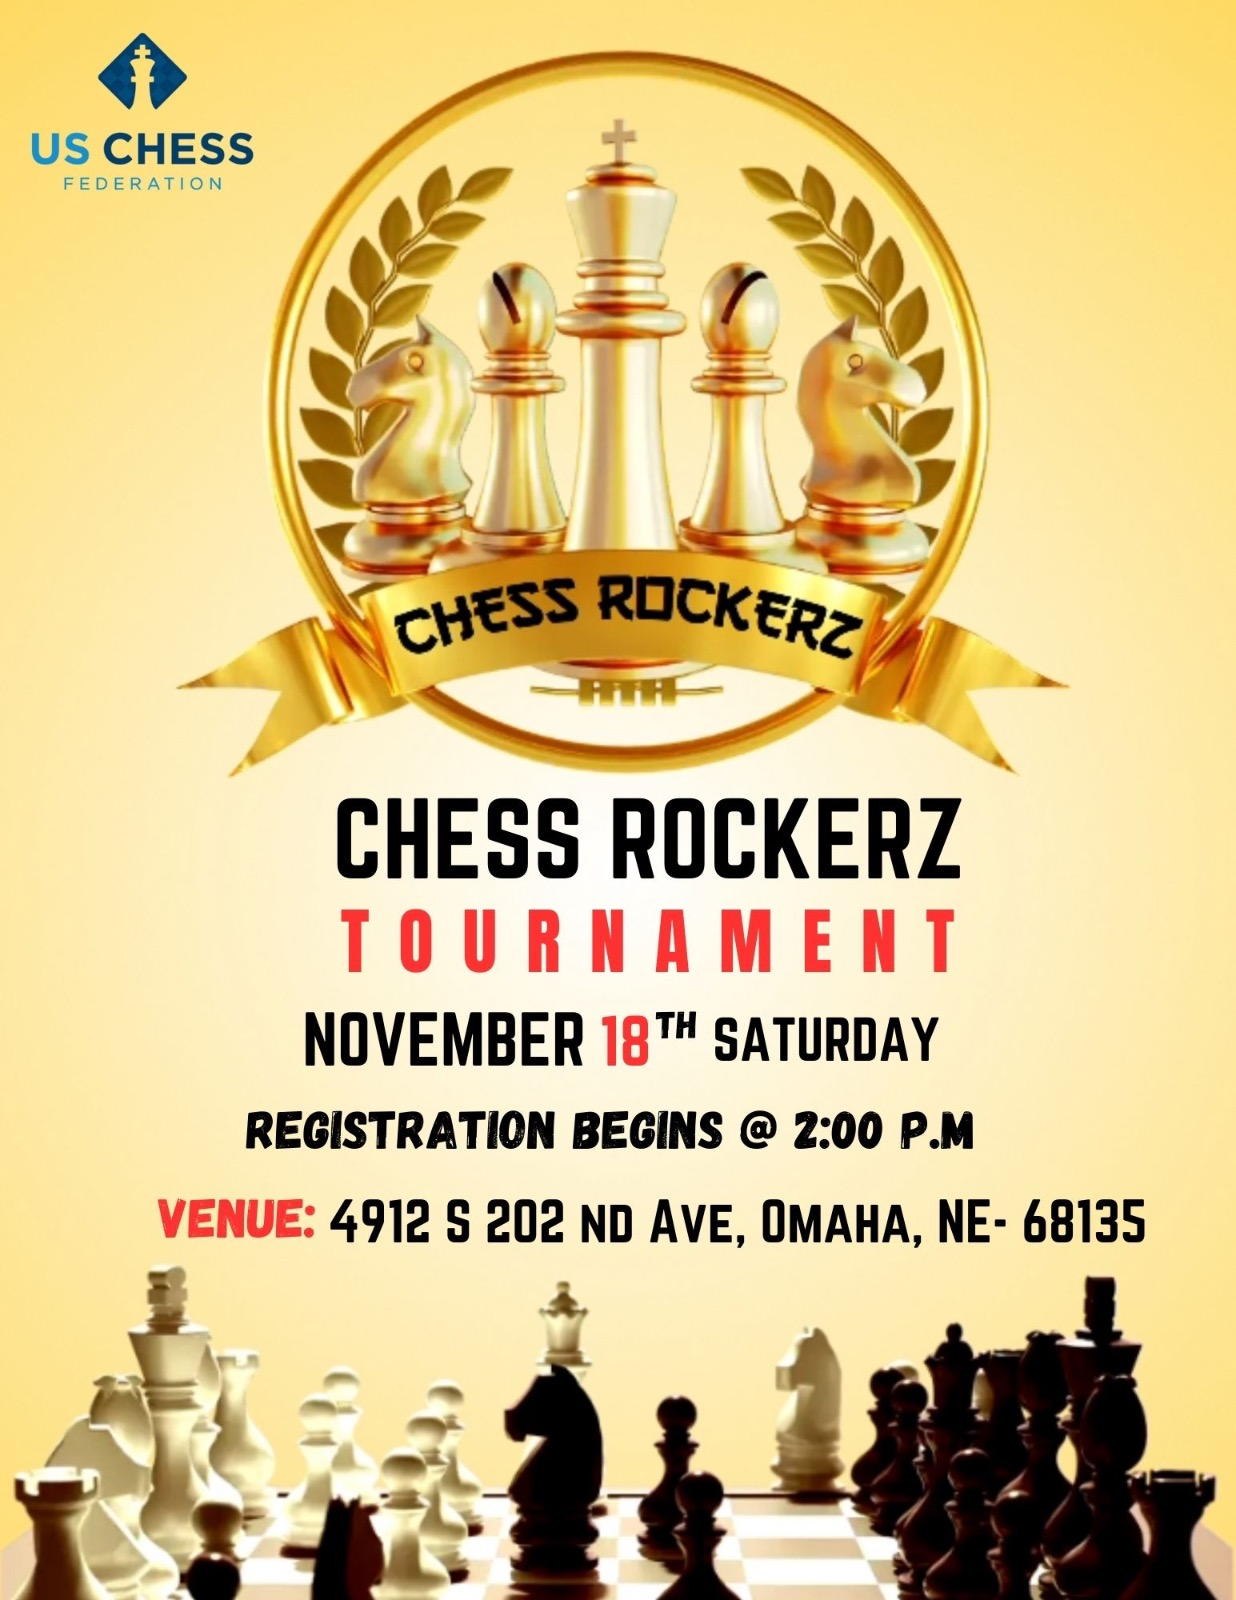 US CHESS
FEDERATION
CHESS ROCKERZ
CHESS ROCKERZ
TOURNAMENT
NOVEMBER 18TH SATURDAY
REGISTRATION BEGINS @ 2:00 P.M
VENUE: 4912 S 202 ND AVE, OMAHA, NE- 68135